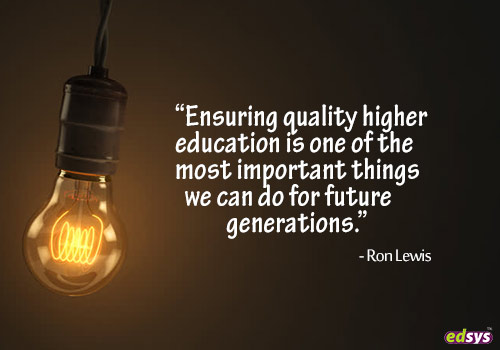 “Ensuring quality higher
education is one of the
most important things
we can do for future
generations.”
- Ron Lewis
edsys